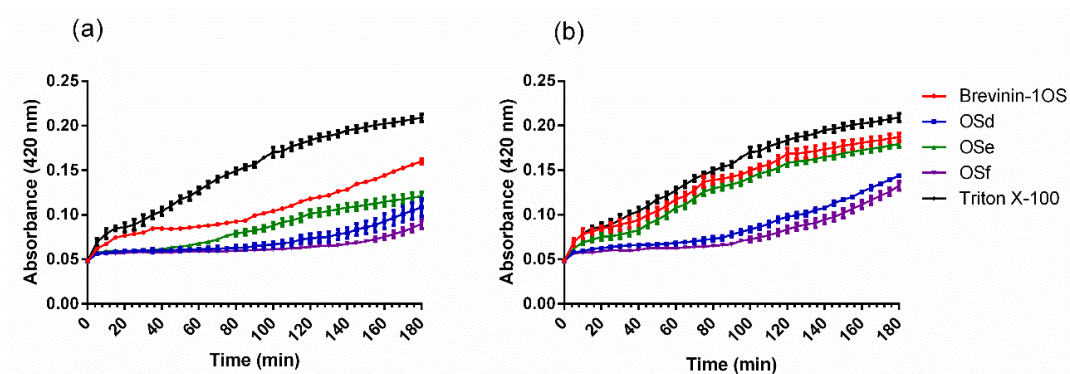 (a)
0.25
0.20
0.15
0.10
0.05
0.00
Absorbance (420 nm)
0 20 40 60 80 100 120 140 160 180
Time (min)
(b)
0.25
0.20
0.15
0.10
0.05
0.00
Absorbance (420 nm)
0 20 40 60 80 100 120 140 160 180
Time (min)
Brevinin-1OS
OSd
OSe
OSf
Triton X-100